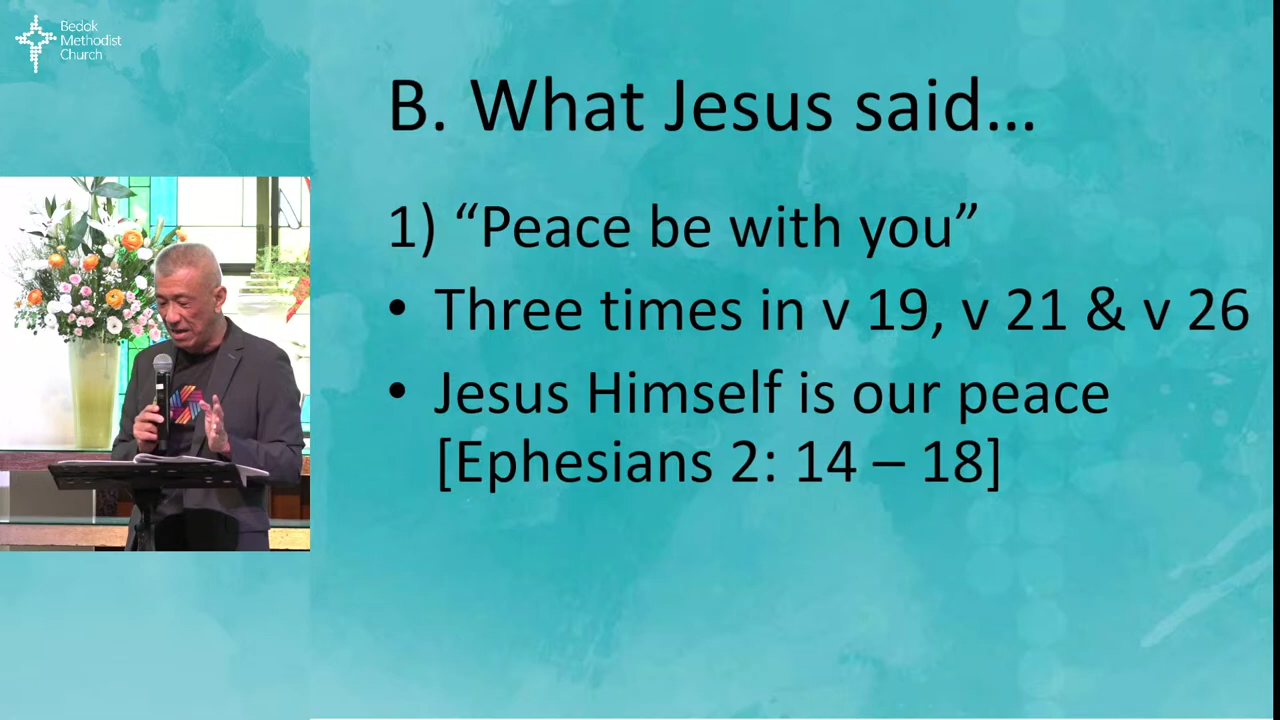 Bedok
Methodist
Church
B. What Jesus said...
1) “Peace be with you”
• Three times in v 19, v 21 & v 26
• Jesus Himself is our peace
[Ephesians 2: 14 – 18]